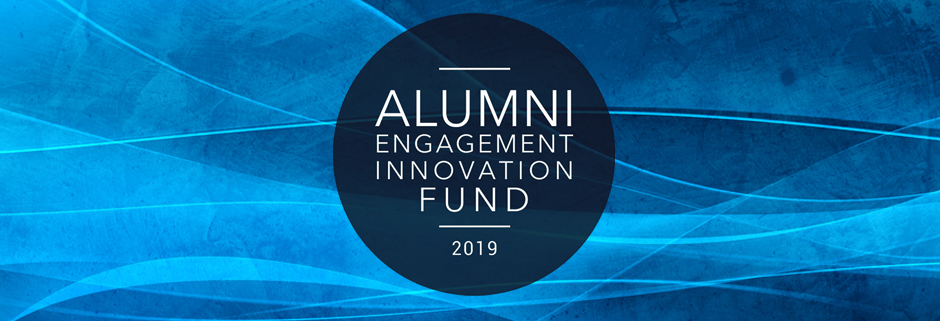 ALUMNI
ENGAGEMENT
INNOVATION
FUND
2019